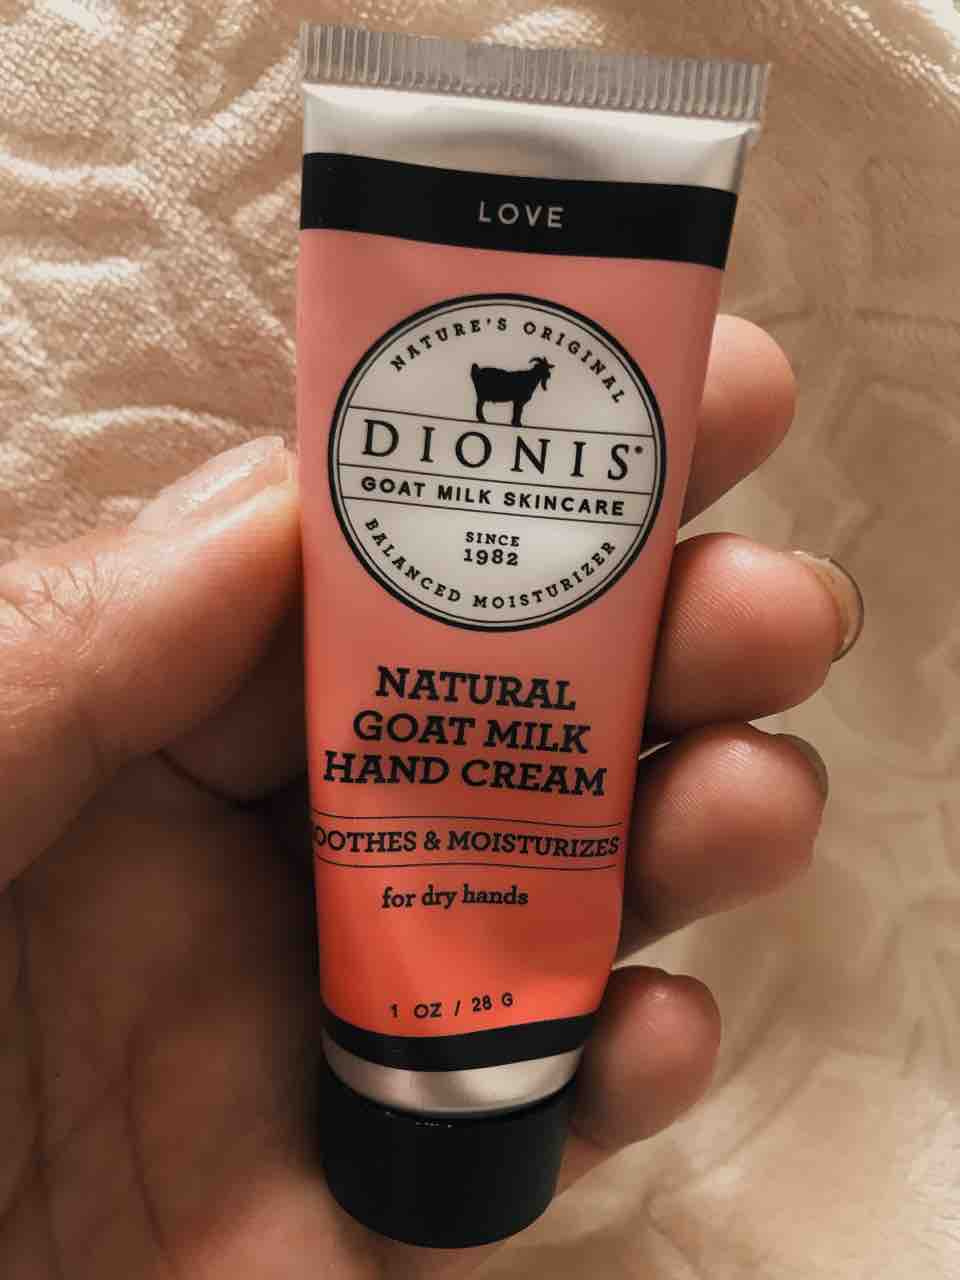 LOVE
NATURE'S ORIGINAL
DIONIS®
GOAT MILK SKINCARE
SINCE
1982
BALANCED MOISTURIZER
NATURAL
GOAT MILK
HAND CREAM
OOTHES & MOISTURIZES
for dry hands
1 OZ / 28 G